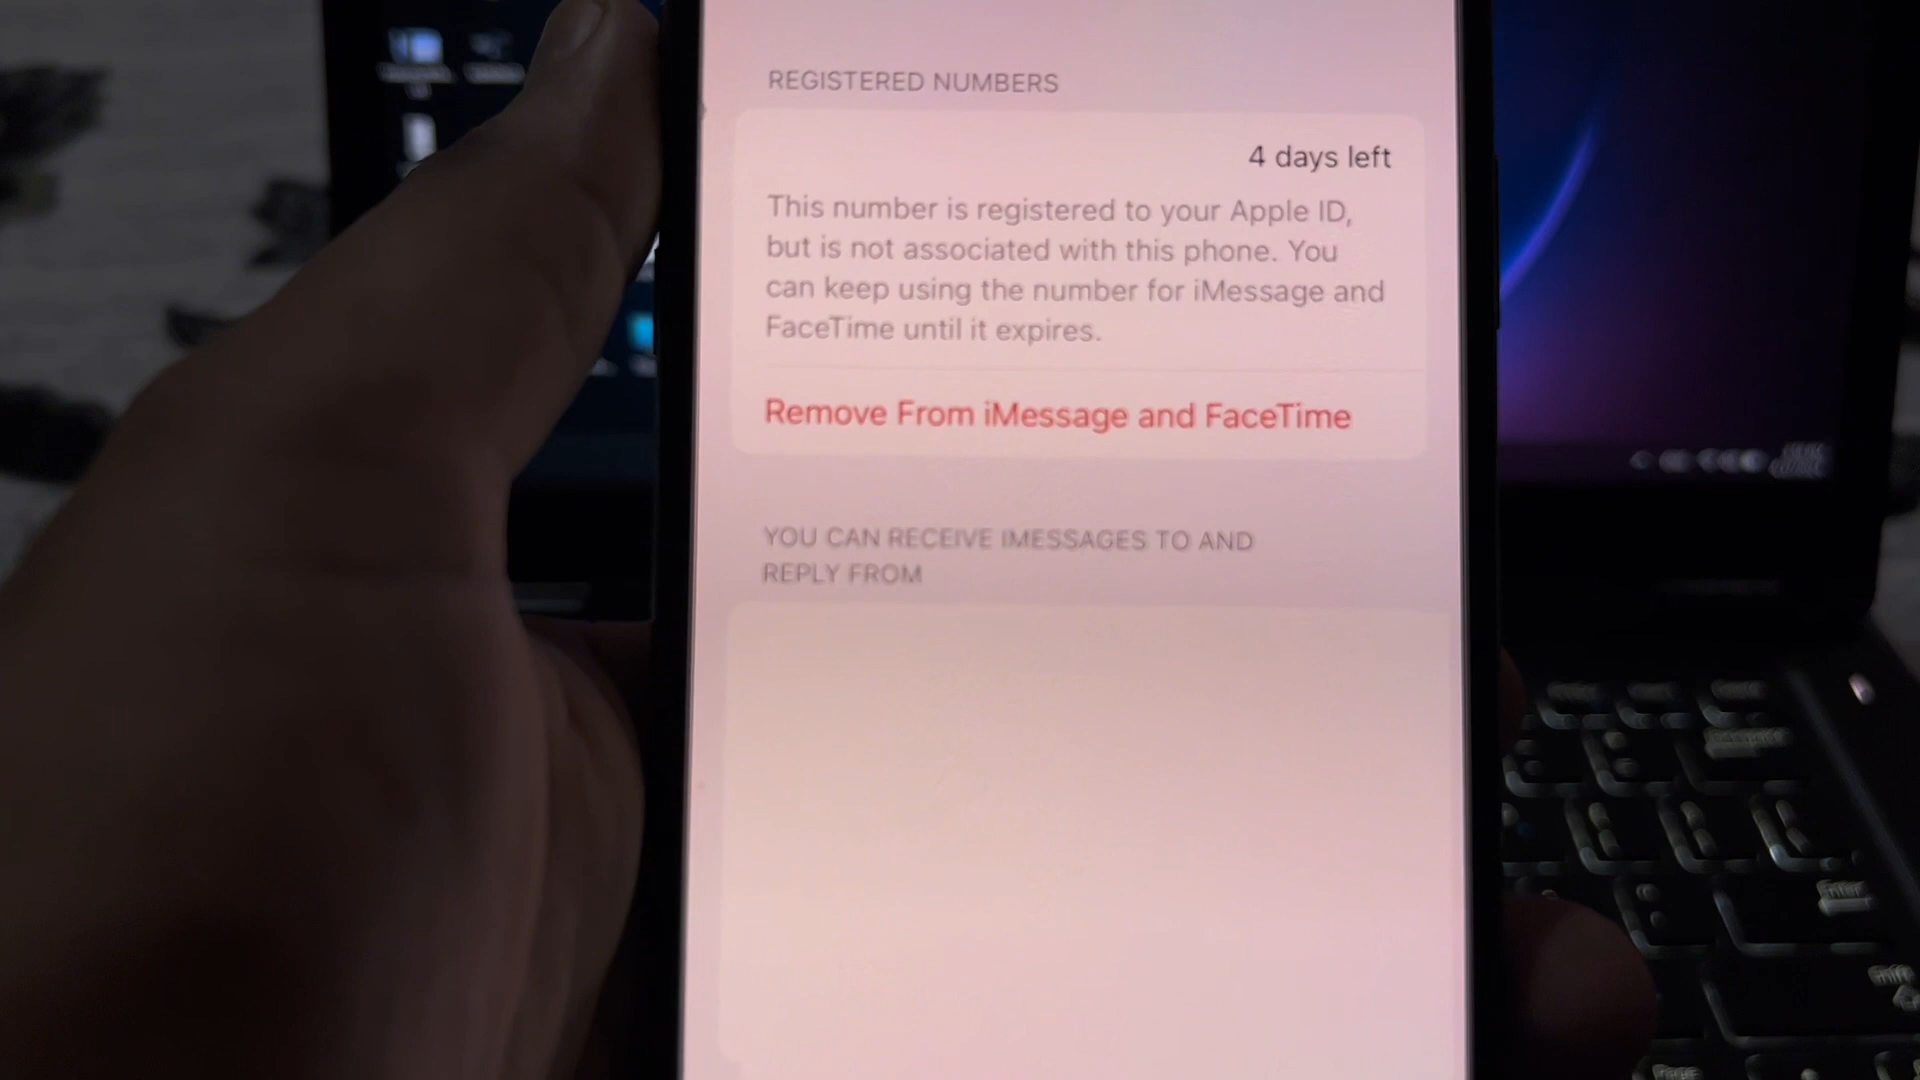 REGISTERED NUMBERS
4 days left
This number is registered to your Apple ID,
but is not associated with this phone. You
can keep using the number for iMessage and
FaceTime until it expires.
Remove From iMessage and FaceTime
YOU CAN RECEIVE IMESSAGES TO AND
REPLY FROM
Enter
Shift